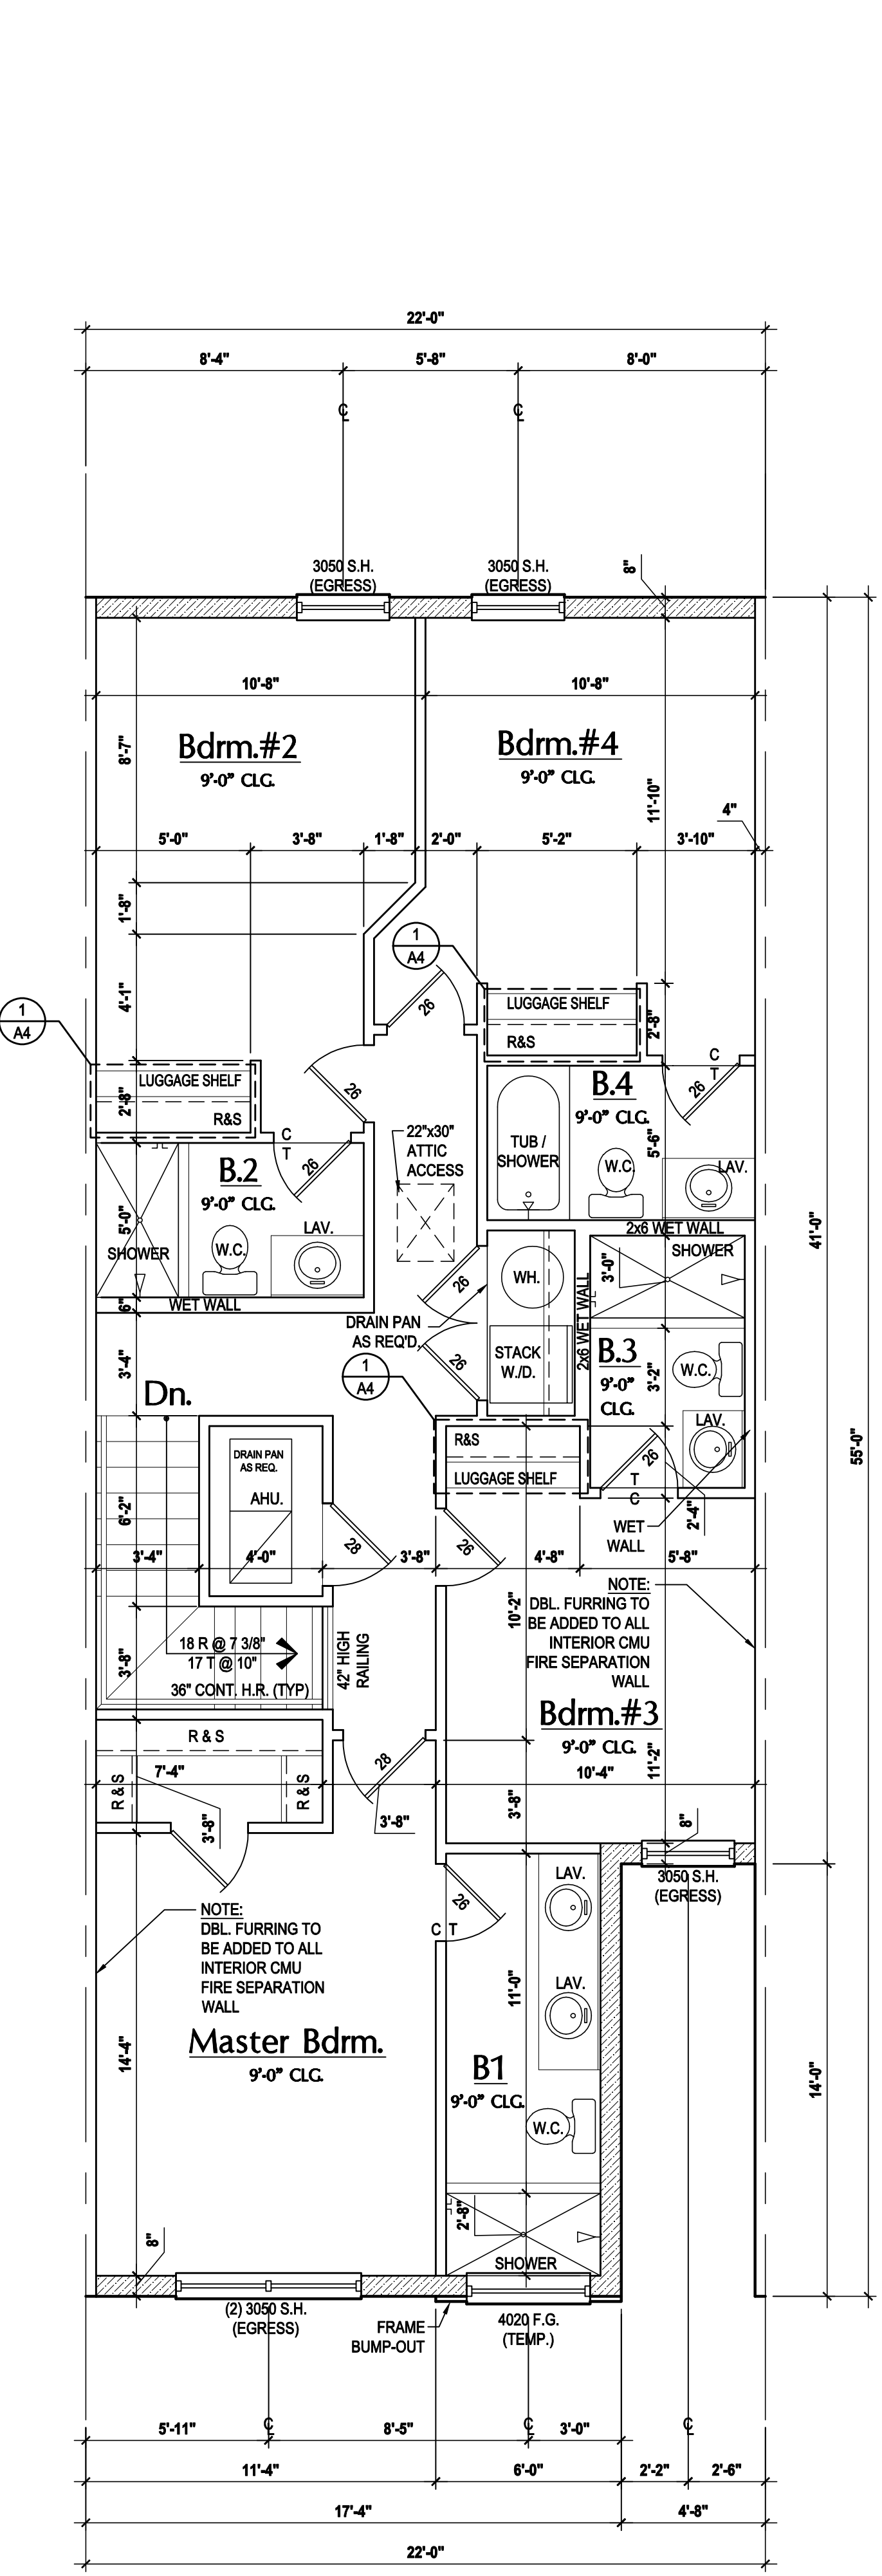 22'-0"
8'-4"
5'-8"
8'-0"
℄
℄
3050 S.H.
(EGRESS)
3050 S.H.
(EGRESS)
8"
10'-8"
10'-8"
Bdrm.#2
9'-0" CLG.
Bdrm.#4
9'-0" CLG.
8'-7"
11'-10"
4"
5'-0"
3'-8"
1'-8"
2'-0"
5'-2"
3'-10"
1'-8"
1
A4
4'-1"
26
LUGGAGE SHELF
R&S
2'-8"
1
A4
26
C
T
26
LUGGAGE SHELF
R&S
2'-8"
C
T
26
B.4
9'-0" CLG.
5'-6"
TUB /
SHOWER
W.C.
LAV.
22"x30"
ATTIC
ACCESS
B.2
9'-0" CLG.
5'-0"
SHOWER
W.C.
LAV.
6"
WET WALL
2x6 WET WALL
SHOWER
3'-0"
26
WH.
2x6 WET WALL
DRAIN PAN
AS REQ'D.
26
STACK
W./D.
B.3
9'-0"
CLG.
3'-2"
W.C.
LAV.
3'-4"
1
A4
Dn.
R&S
LUGGAGE SHELF
DRAIN PAN
AS REQ.
AHU.
26
T
C
2'-4"
WET
WALL
6'-2"
28
26
3'-4"
4'-0"
3'-8"
4'-8"
5'-8"
10'-2"
NOTE:
DBL. FURRING TO
BE ADDED TO ALL
INTERIOR CMU
FIRE SEPARATION
WALL
41'-0"
55'-0"
3'-8"
18 R @ 7 3/8"
17 T @ 10"
36" CONT. H.R. (TYP)
42" HIGH
RAILING
Bdrm.#3
9'-0" CLG.
11'-2"
R & S
R & S
R & S
7'-4"
28
10'-4"
3'-8"
3'-8"
3'-8"
8"
3050 S.H.
(EGRESS)
NOTE:
DBL. FURRING TO
BE ADDED TO ALL
INTERIOR CMU
FIRE SEPARATION
WALL
26
C T
LAV.
LAV.
11'-0"
Master Bdrm.
9'-0" CLG.
14'-4"
B1
9'-0" CLG.
W.C.
14'-0"
2'-8"
SHOWER
8"
(2) 3050 S.H.
(EGRESS)
FRAME
BUMP-OUT
4020 F.G.
(TEMP.)
℄
℄
℄
5'-11"
8'-5"
3'-0"
11'-4"
6'-0"
2'-2"
2'-6"
17'-4"
4'-8"
22'-0"